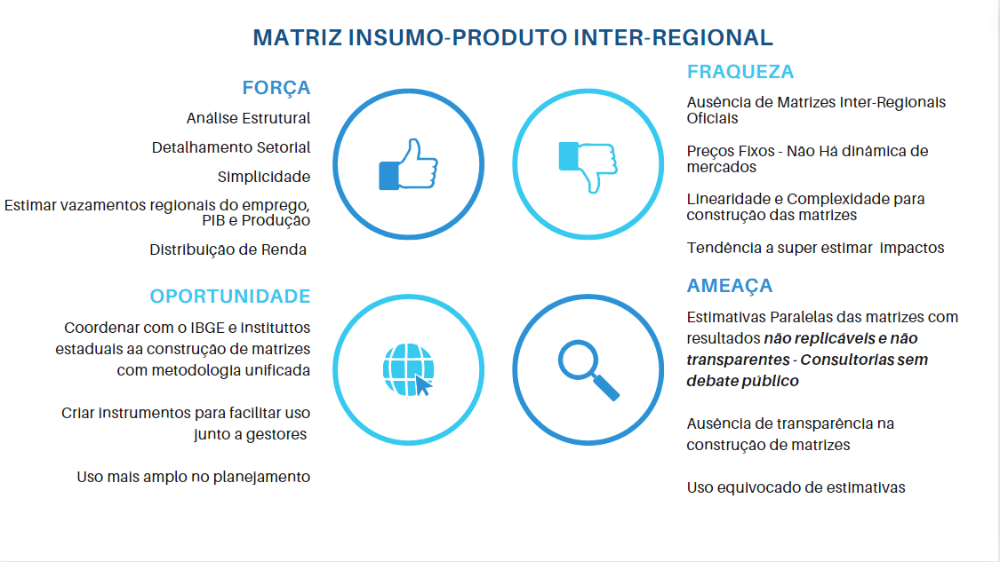 MATRIZ INSUMO-PRODUTO INTER-REGIONAL
FORÇA
Análise Estrutural
Detalhamento Setorial
Simplicidade
Estimar vazamentos regionais do emprego,
PIB e Produção
Distribuição de Renda
FRAQUEZA
Ausência de Matrizes Inter-Regionais
Oficiais
Preços Fixos - Não Há dinâmica de
mercados
Linearidade e Complexidade para
construção das matrizes
Tendência a super estimar impactos
OPORTUNIDADE
Coordenar com o IBGE e Instituttos
estaduais aa construção de matrizes
com metodologia unificada
Criar instrumentos para facilitar uso
junto a gestores
Uso mais amplo no planejamento
AMEAÇA
Estimativas Paralelas das matrizes com
resultados não replicáveis e não
transparentes - Consultorias sem
debate público
Ausência de transparência na
construção de matrizes
Uso equivocado de estimativas